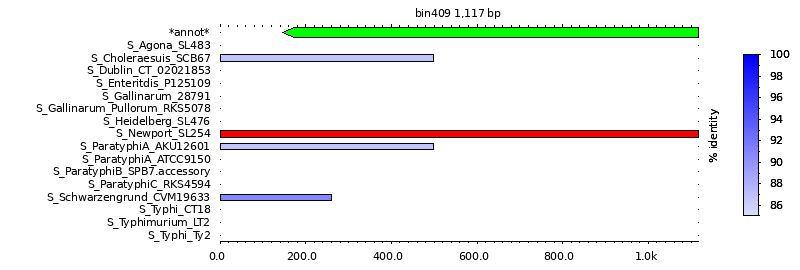 bin409 1,117 bp
*annot*
S_Agona_SL483
S_Choleraesuis_SCB67
S_Dublin_CT_02021853
S_Enteritdis_P125109
S_Gallinarum_28791
S_Gallinarum_Pullorum_RKS5078
S_Heidelberg_SL476
S_Newport_SL254
S_ParatyphiA_AKU12601
S_ParatyphiA_ATCC9150
S_ParatyphiB_SPB7.accessory
S_ParatyphiC_RKS4594
S_Schwarzengrund_CVM19633
S_Typhi_CT18
S_Typhimurium_LT2
S_Typhi_Ty2
0.0 200.0 400.0 600.0 800.0 1.0k
% identity
100
98
96
94
92
90
88
86